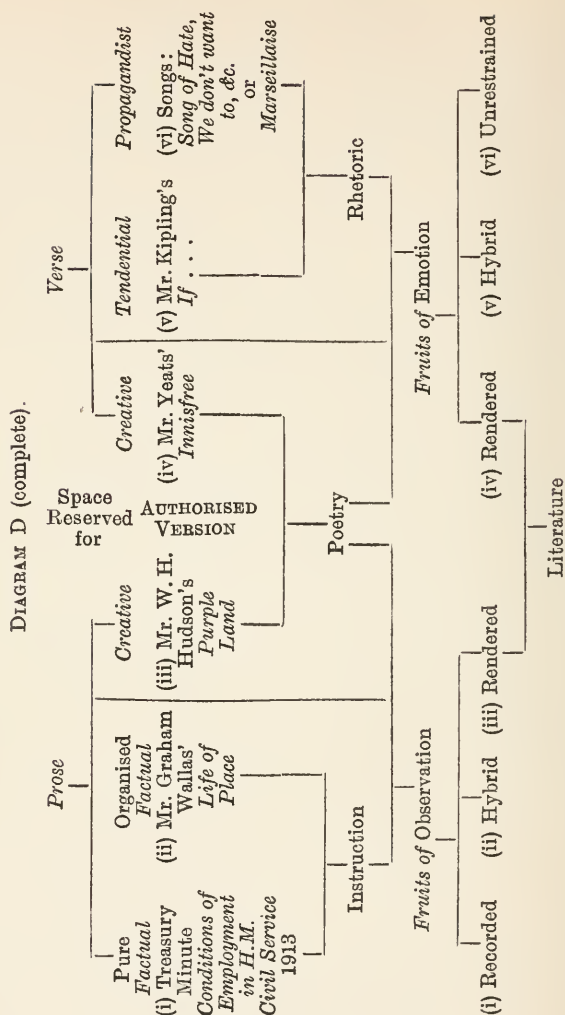 DIAGRAM D (complete).
Prose
Verse
Pure
Factual
(i) Treasury
Minute
Conditions of
Employment
in H.M.
Civil Service
1913
Organised
Factual
(ii) Mr. Graham
Wallas'
Life of
Place
Creative
(iii) Mr. W. H.
Hudson's
Purple
Land
Space
Reserved
for
AUTHORISED
VERSION
Creative
(iv) Mr. Yeats'
Innisfree
Tendential
(v) Mr. Kipling's
If . . .
Propagandist
(vi) Songs:
Song of Hate,
We don't want
to, &c.
or
Marseillaise
Instruction
Poetry
Rhetoric
Fruits of Observation
Fruits of Emotion
(i) Recorded
(ii) Hybrid
(iii) Rendered
(iv) Rendered
(v) Hybrid
(vi) Unrestrained
Literature